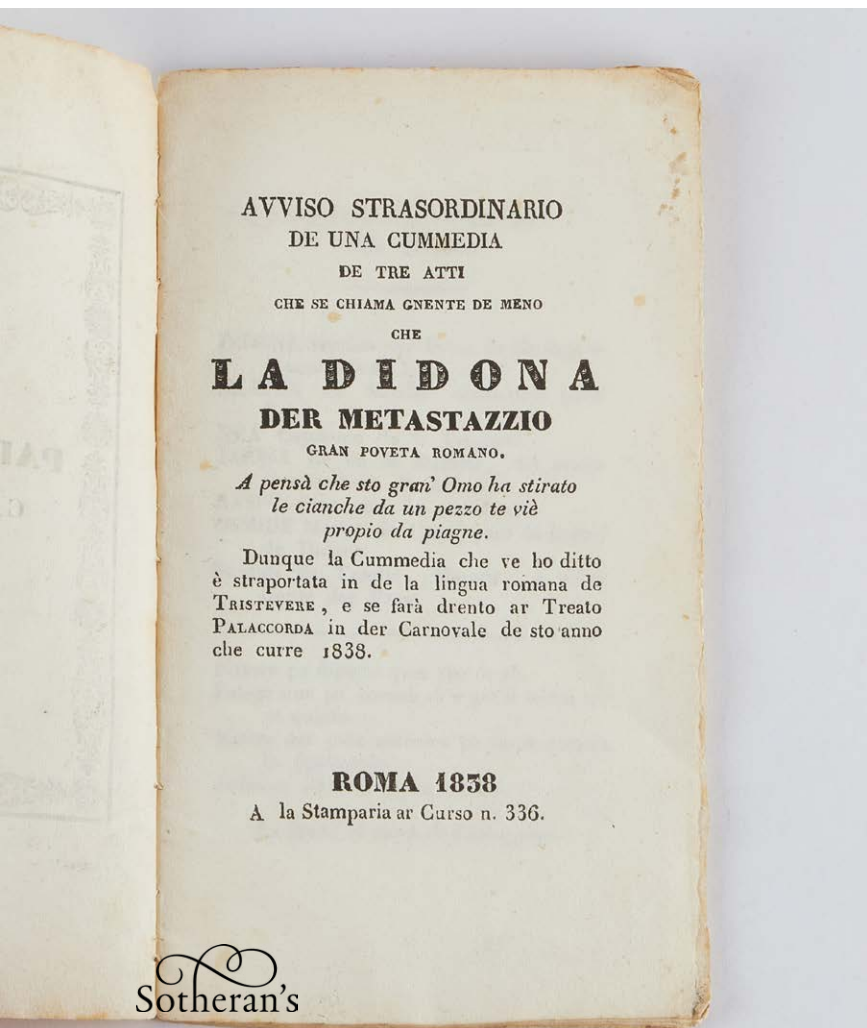 AVVISO STRASORDINARIO
DE UNA CUMMEDIA
DE TRE ATTI
CHE SE CHIAMA GNENTE DE MENO
CHE
LA DIDONA
DER METASTAZZIO
GRAN POVETA ROMANO.
A pensà che sto gran' Omo ha stirato
le cianche da un pezzo te viè
propio da piagne.
Dunque la Cummedia che ve ho ditto
è straportata in de la lingua romana de
TRISTEVERE, e se farà drento ar Treato
PALACCORDA in der Carnovale de sto anno
che curre 1838.
ROMA 1838
A la Stamparia ar Curso n. 336.
Sotheran's